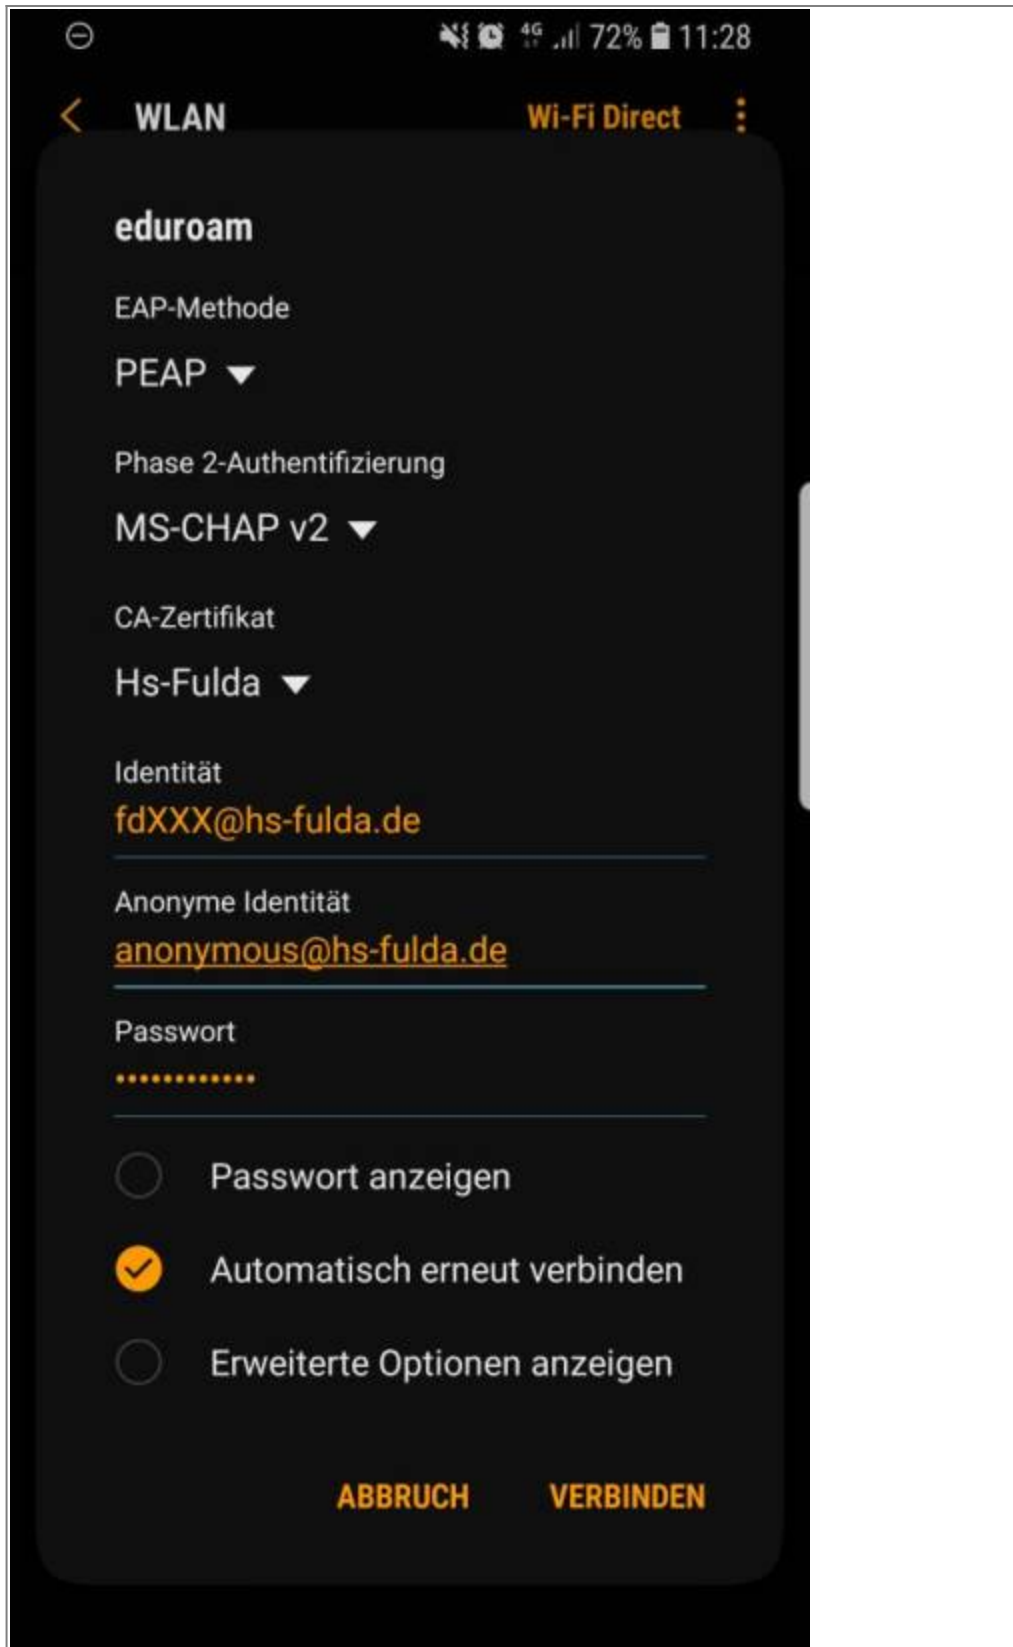 4G 72% 11:28
WLAN Wi-Fi Direct
eduroam
EAP-Methode
PEAP
Phase 2-Authentifizierung
MS-CHAP v2
CA-Zertifikat
Hs-Fulda
Identität
fdXXX@hs-fulda.de
Anonyme Identität
anonymous@hs-fulda.de
Passwort
••••••••••••
Passwort anzeigen
Automatisch erneut verbinden
Erweiterte Optionen anzeigen
ABBRUCH VERBINDEN